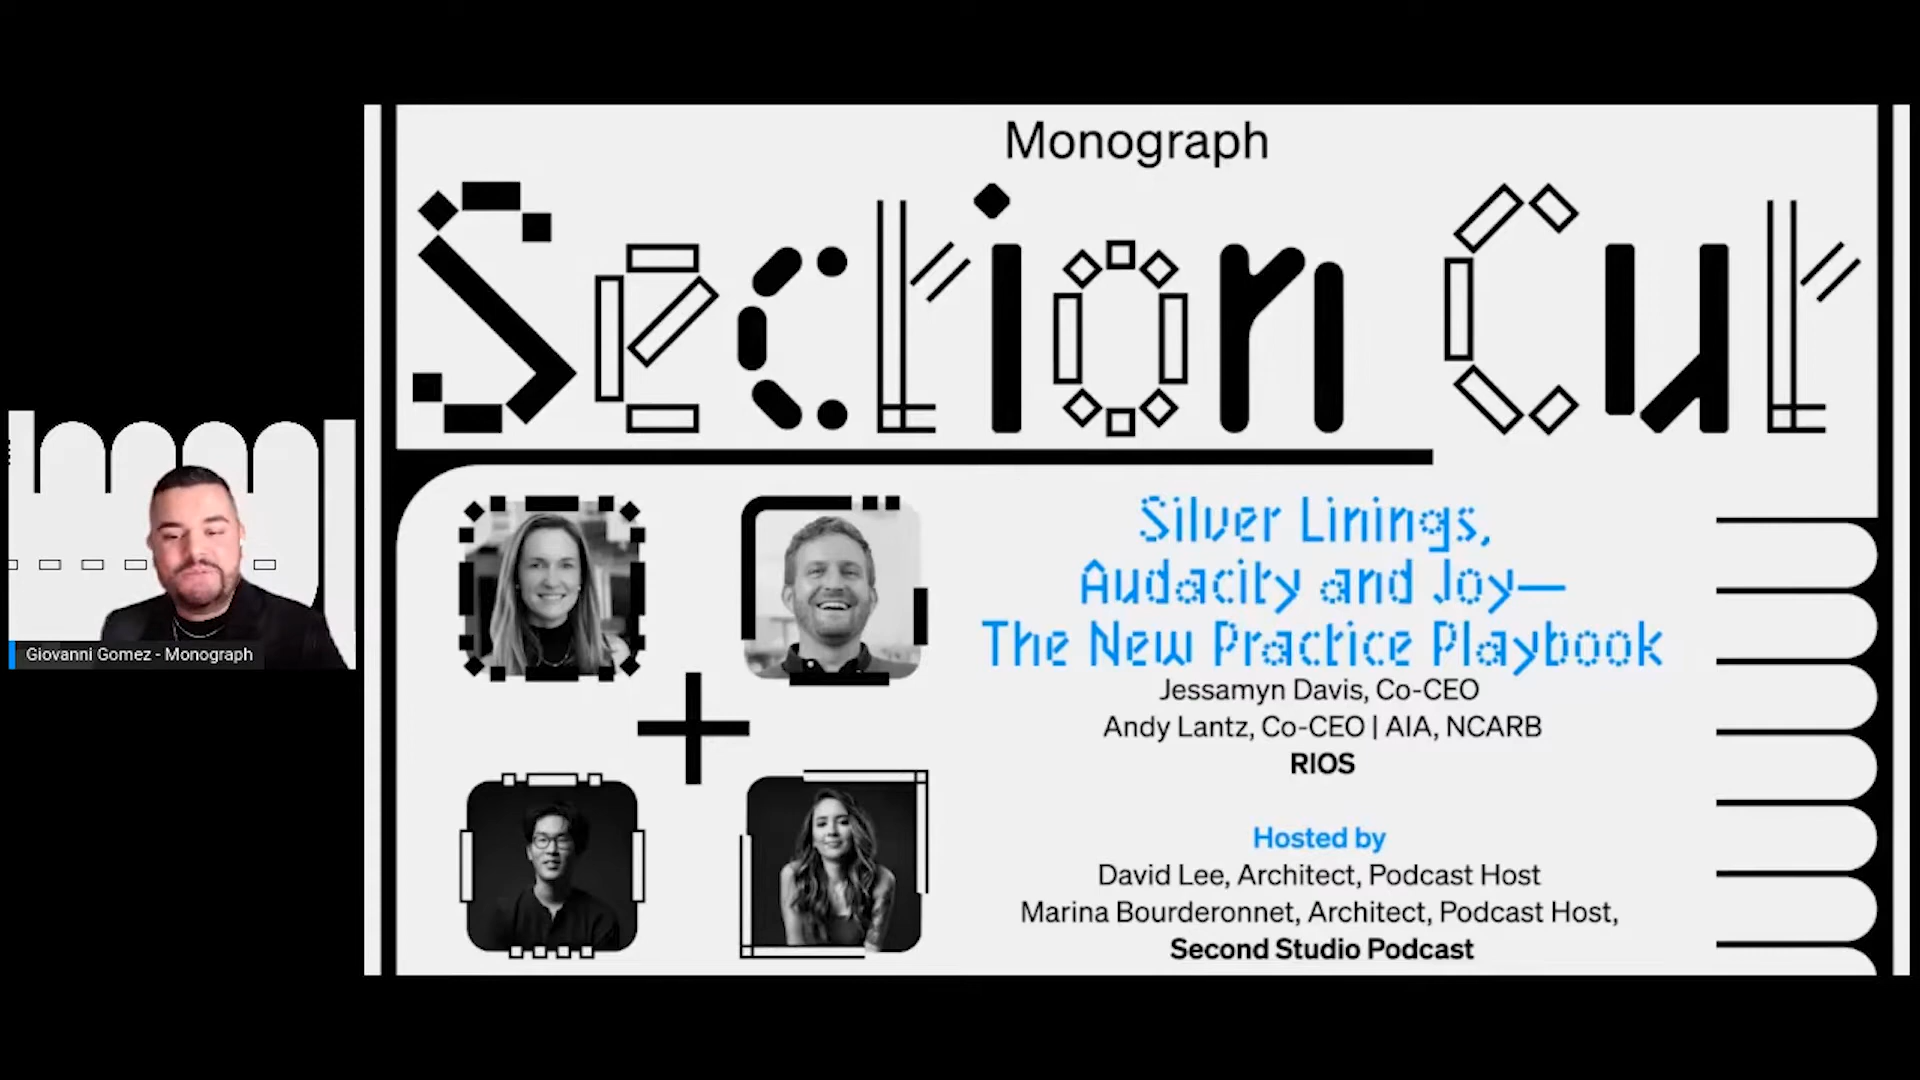 Monograph
Section Cut
Silver Linings,
Audacity and Joy—
The New Practice Playbook
Jessamyn Davis, Co-CEO
Andy Lantz, Co-CEO | AIA, NCARB
RIOS
Hosted by
David Lee, Architect, Podcast Host
Marina Bourderonnet, Architect, Podcast Host,
Second Studio Podcast
Giovanni Gomez - Monograph